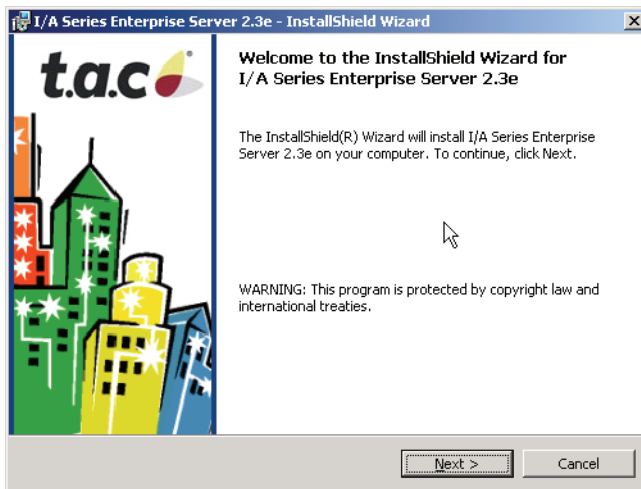 I/A Series Enterprise Server 2.3e - InstallShield Wizard
t.a.c
Welcome to the InstallShield Wizard for
I/A Series Enterprise Server 2.3e
The InstallShield(R) Wizard will install I/A Series Enterprise
Server 2.3e on your computer. To continue, click Next.
WARNING: This program is protected by copyright law and
international treaties.
Next >
Cancel